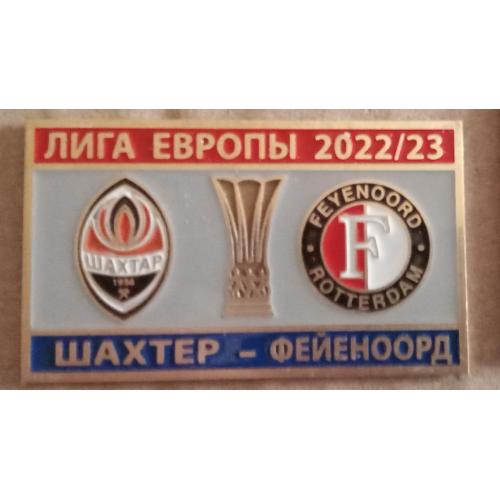 ЛИГА ЕВРОПЫ 2022/23
ШАХТАР
1936
FEYENOORD
F
ROTTERDAM
ШАХТЕР - ФЕЙЕНООРД